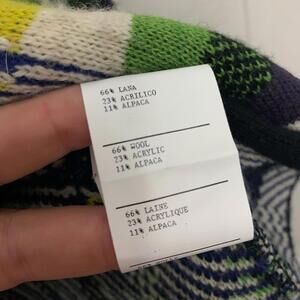 66% LANA
23% ACRILICO
11% ALPACA
66% WOOL
23% ACRYLIC
11% ALPACA
66% LAINE
23% ACRYLIQUE
11% ALPACA